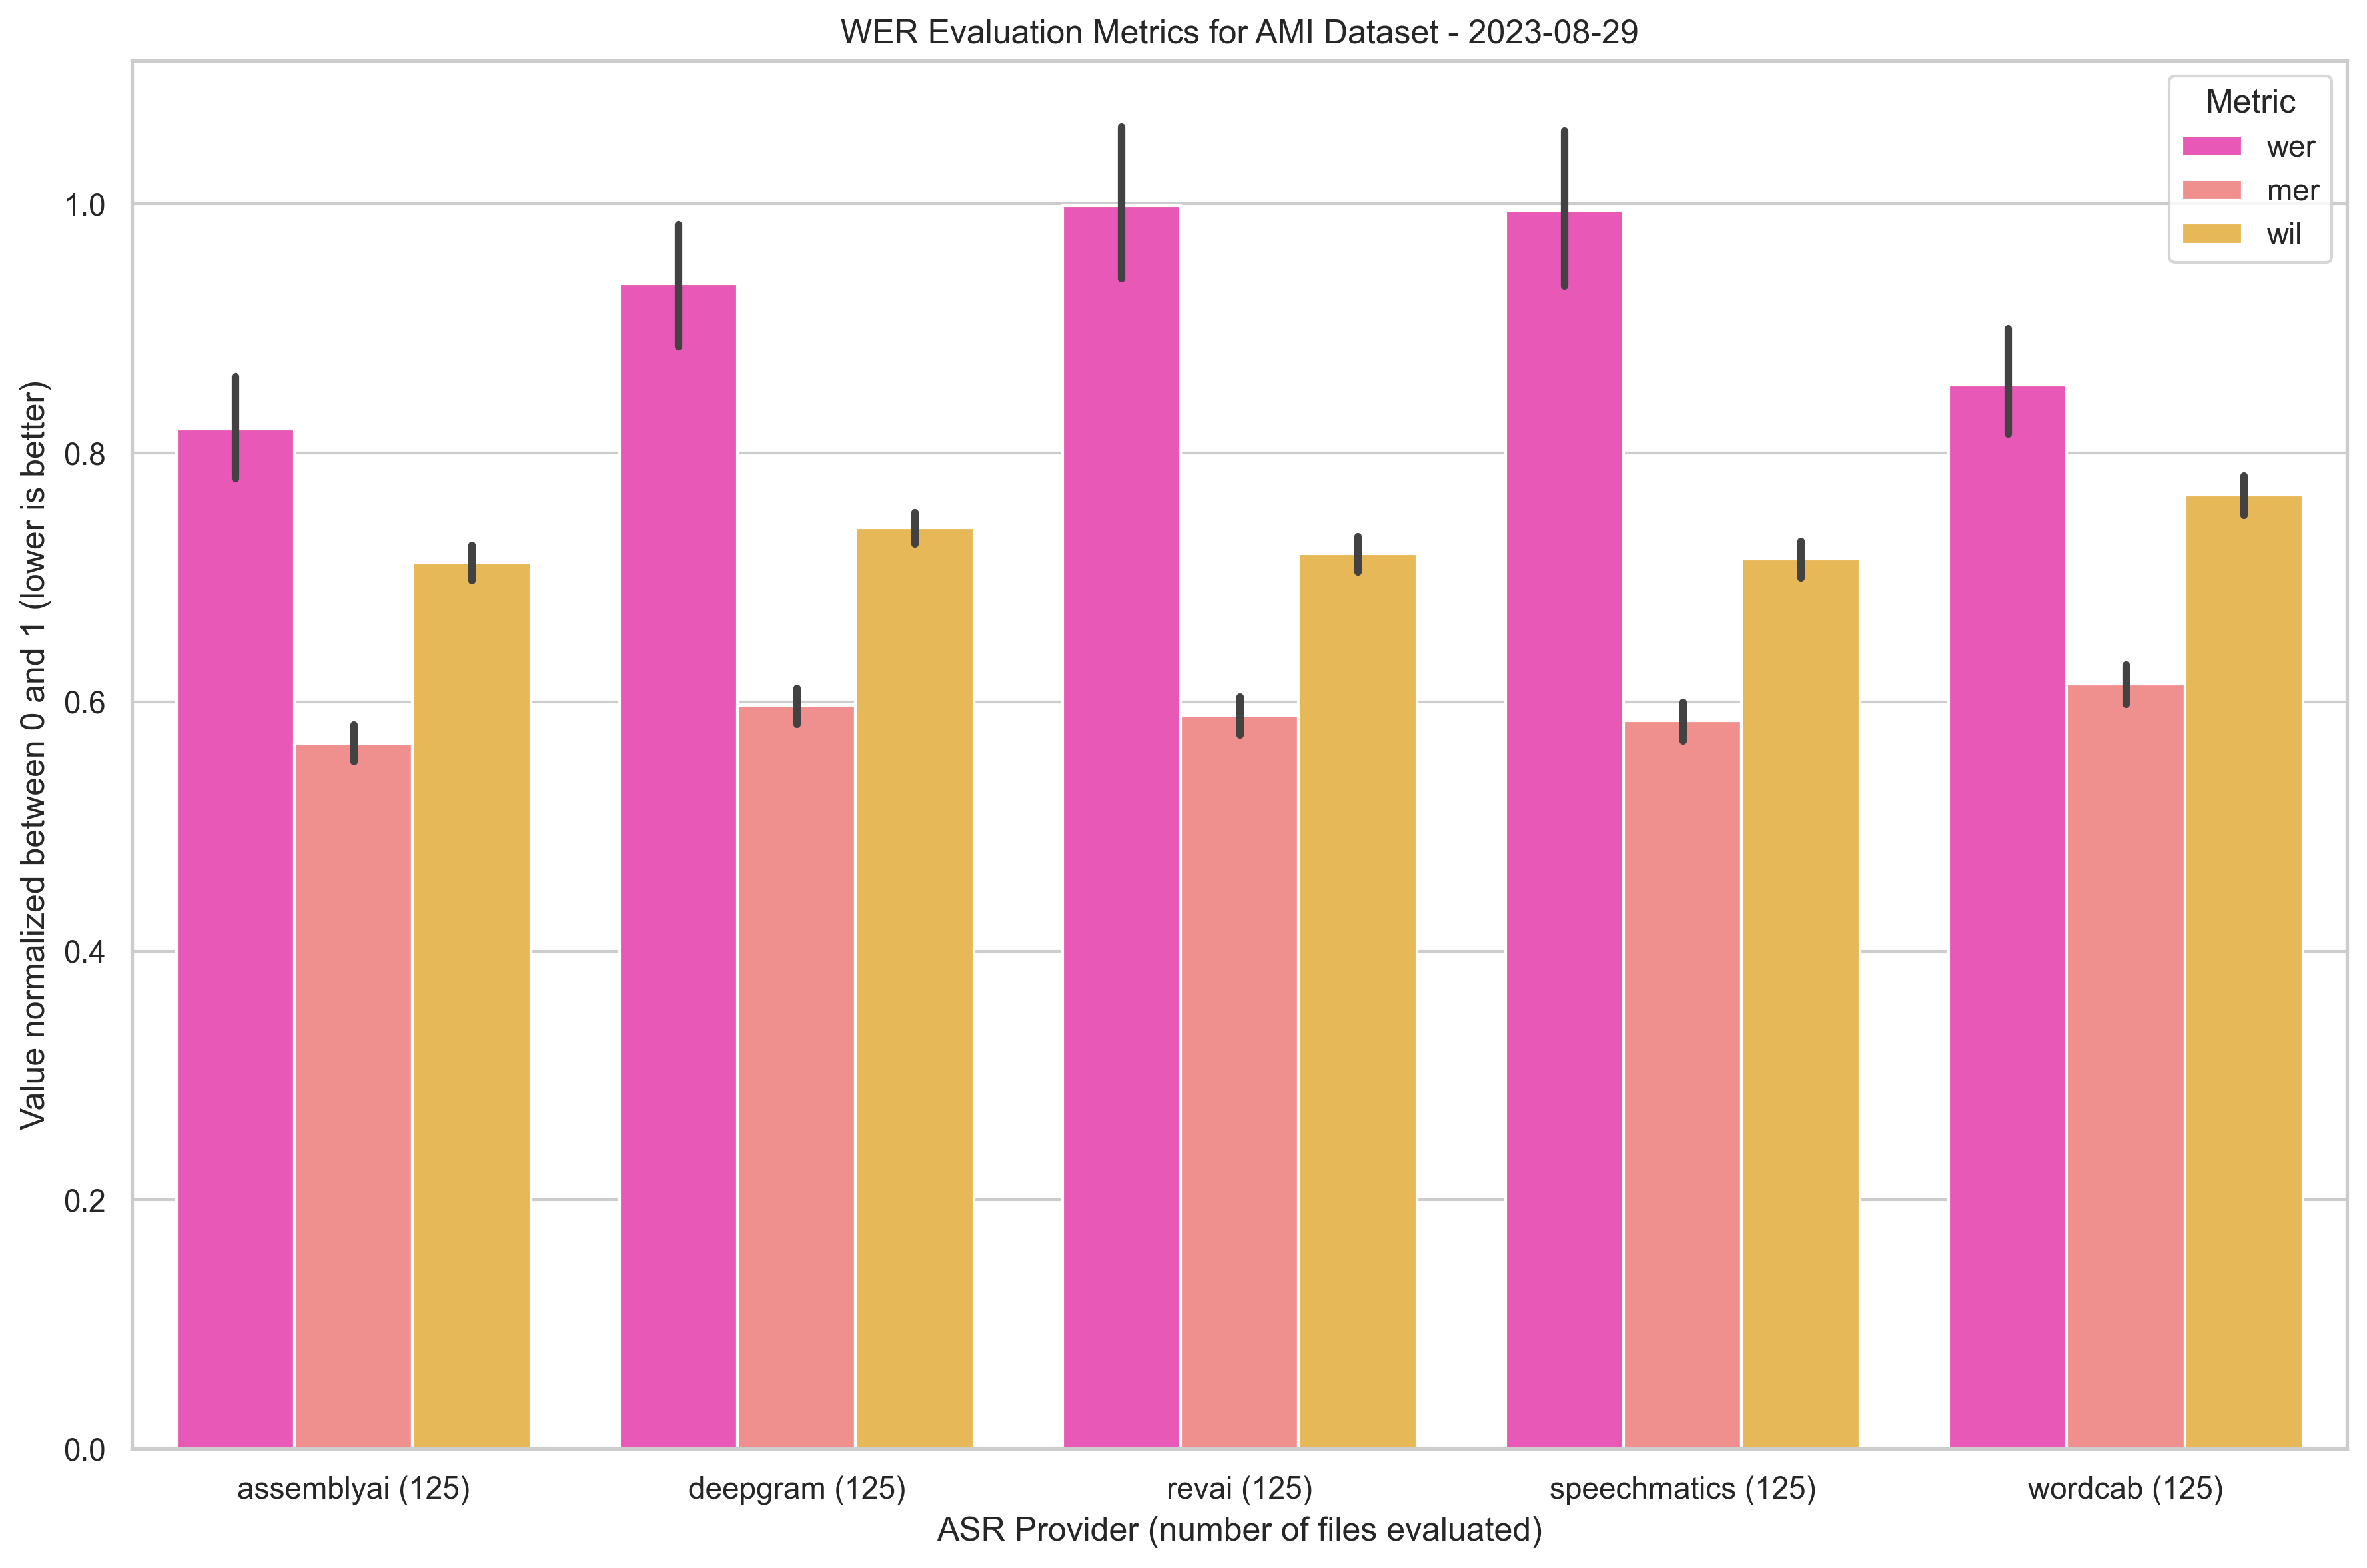 WER Evaluation Metrics for AMI Dataset - 2023-08-29
Metric
wer
mer
wil
Value normalized between 0 and 1 (lower is better)
1.0
0.8
0.6
0.4
0.2
0.0
assemblyai (125)
deepgram (125)
revai (125)
speechmatics (125)
wordcab (125)
ASR Provider (number of files evaluated)